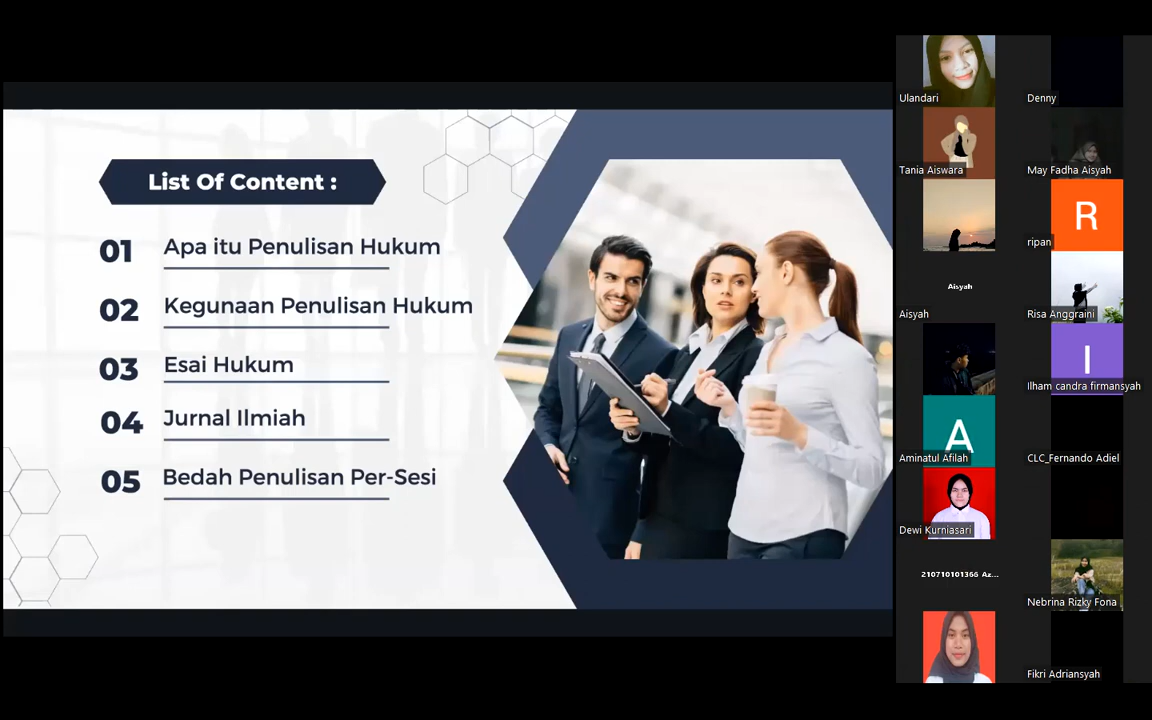 List Of Content :
01 Apa itu Penulisan Hukum
02 Kegunaan Penulisan Hukum
03 Esai Hukum
04 Jurnal Ilmiah
05 Bedah Penulisan Per-Sesi
Ulandari
Denny
Tania Aiswara
May Fadha Aisyah
R
ripan
Aisyah
Aisyah
Risa Anggraini
I
Ilham candra firmansyah
A
Aminatul Afilah
CLC_Fernando Adiel
Dewi Kurniasari
210710101366 Az...
Nebrina Rizky Fona
Fikri Adriansyah